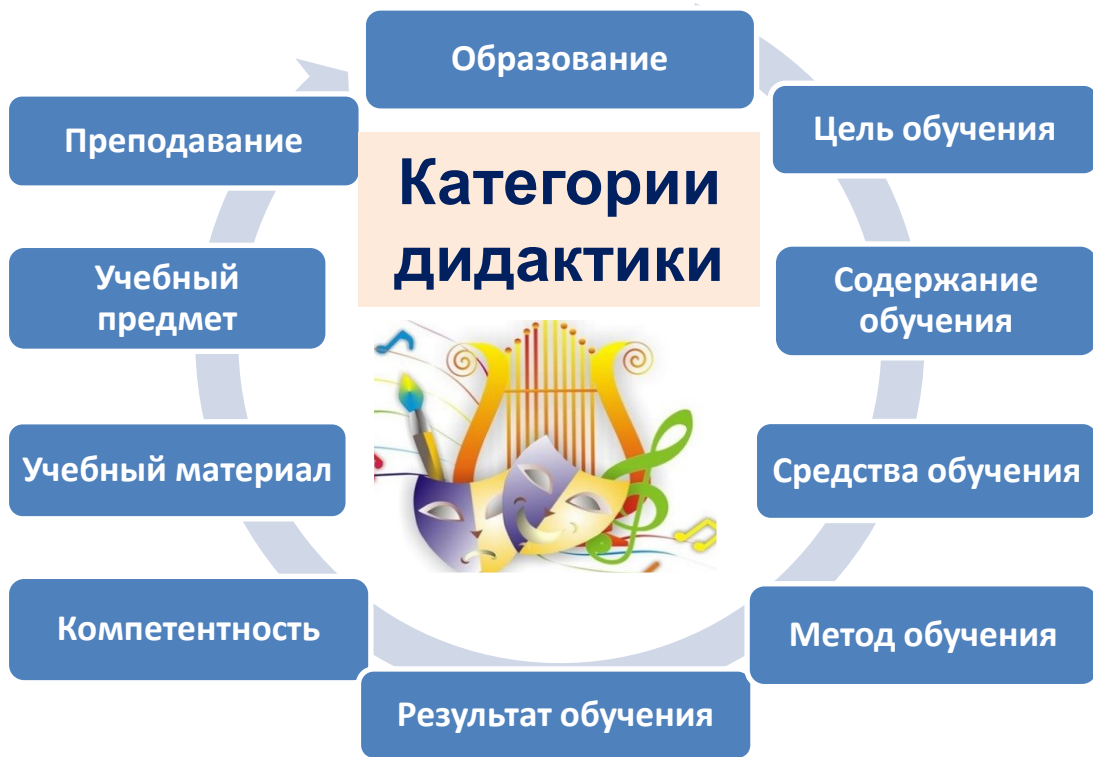 Категории
дидактики
Образование
Цель обучения
Содержание
обучения
Средства обучения
Метод обучения
Результат обучения
Компетентность
Учебный материал
Учебный
предмет
Преподавание